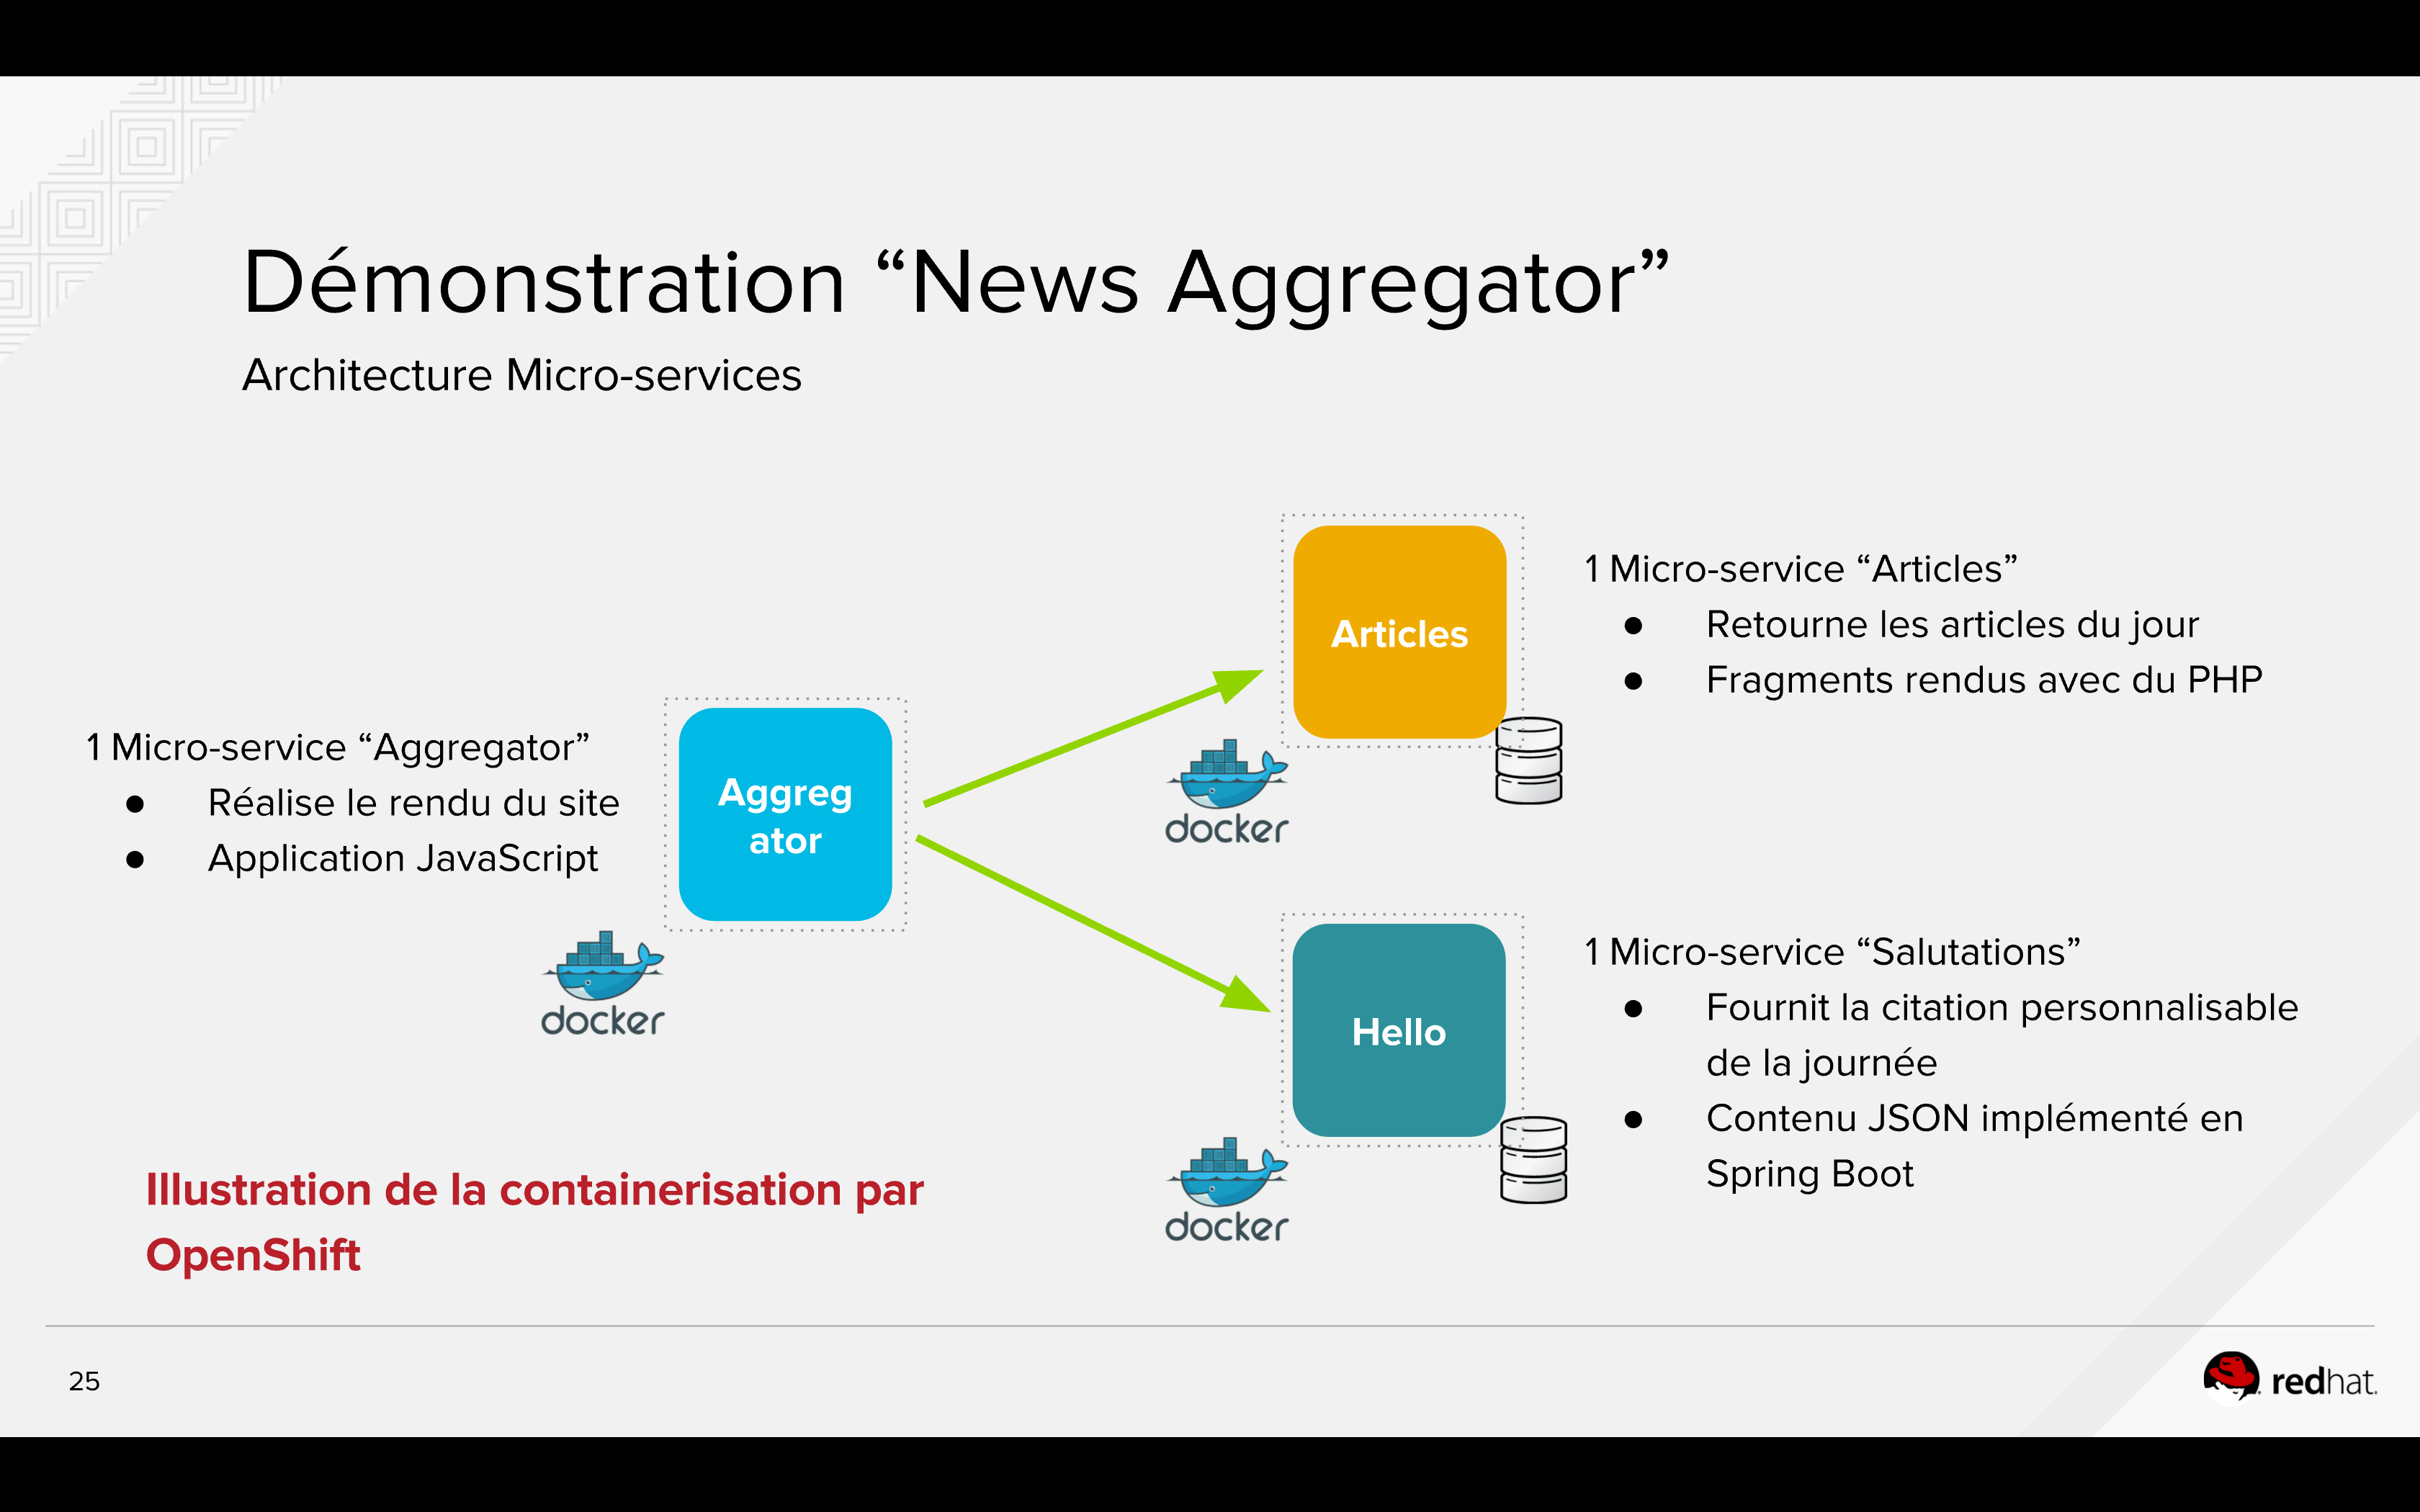 Démonstration “News Aggregator”
Architecture Micro-services
1 Micro-service “Aggregator”
● Réalise le rendu du site
● Application JavaScript
Aggreg
ator
docker
Articles
docker
1 Micro-service “Articles”
● Retourne les articles du jour
● Fragments rendus avec du PHP
Hello
docker
1 Micro-service “Salutations”
● Fournit la citation personnalisable
de la journée
● Contenu JSON implémenté en
Spring Boot
Illustration de la containerisation par
OpenShift
25
redhat.